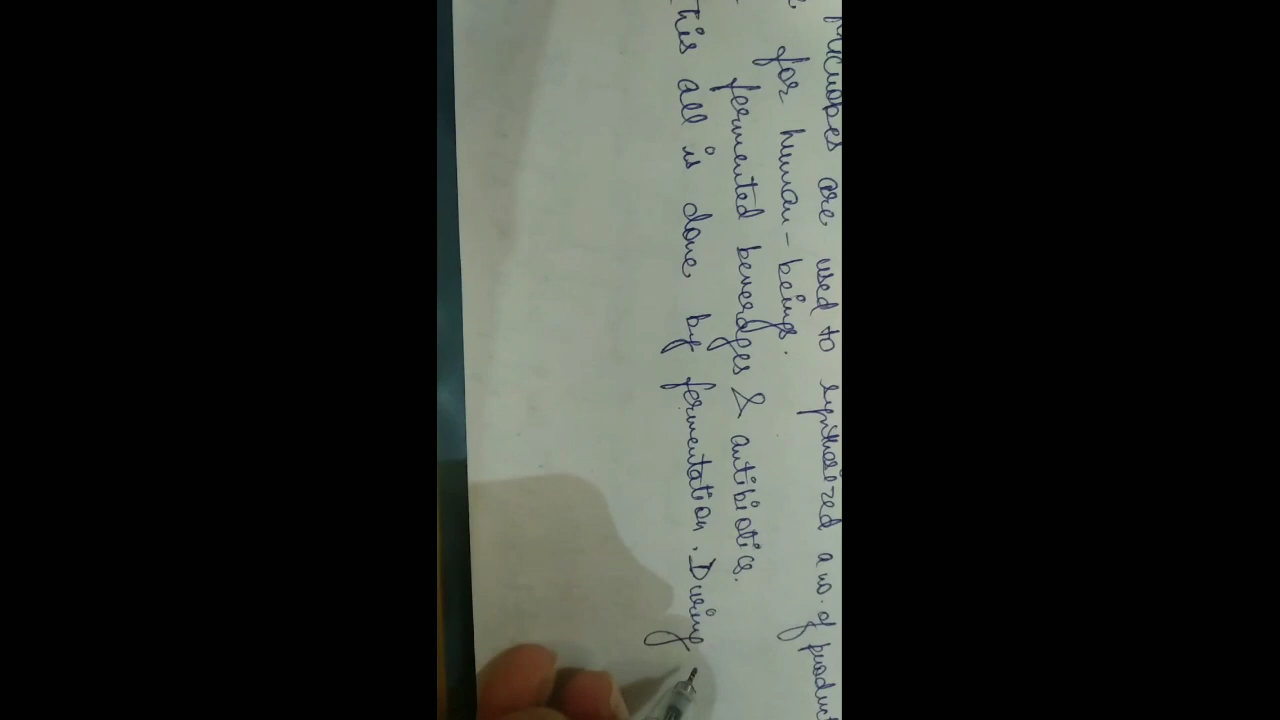 Microbes are used to synthesized a no. of product
for human-beings.
fermented beverages & antibiotics.
This all is done by fermentation. During